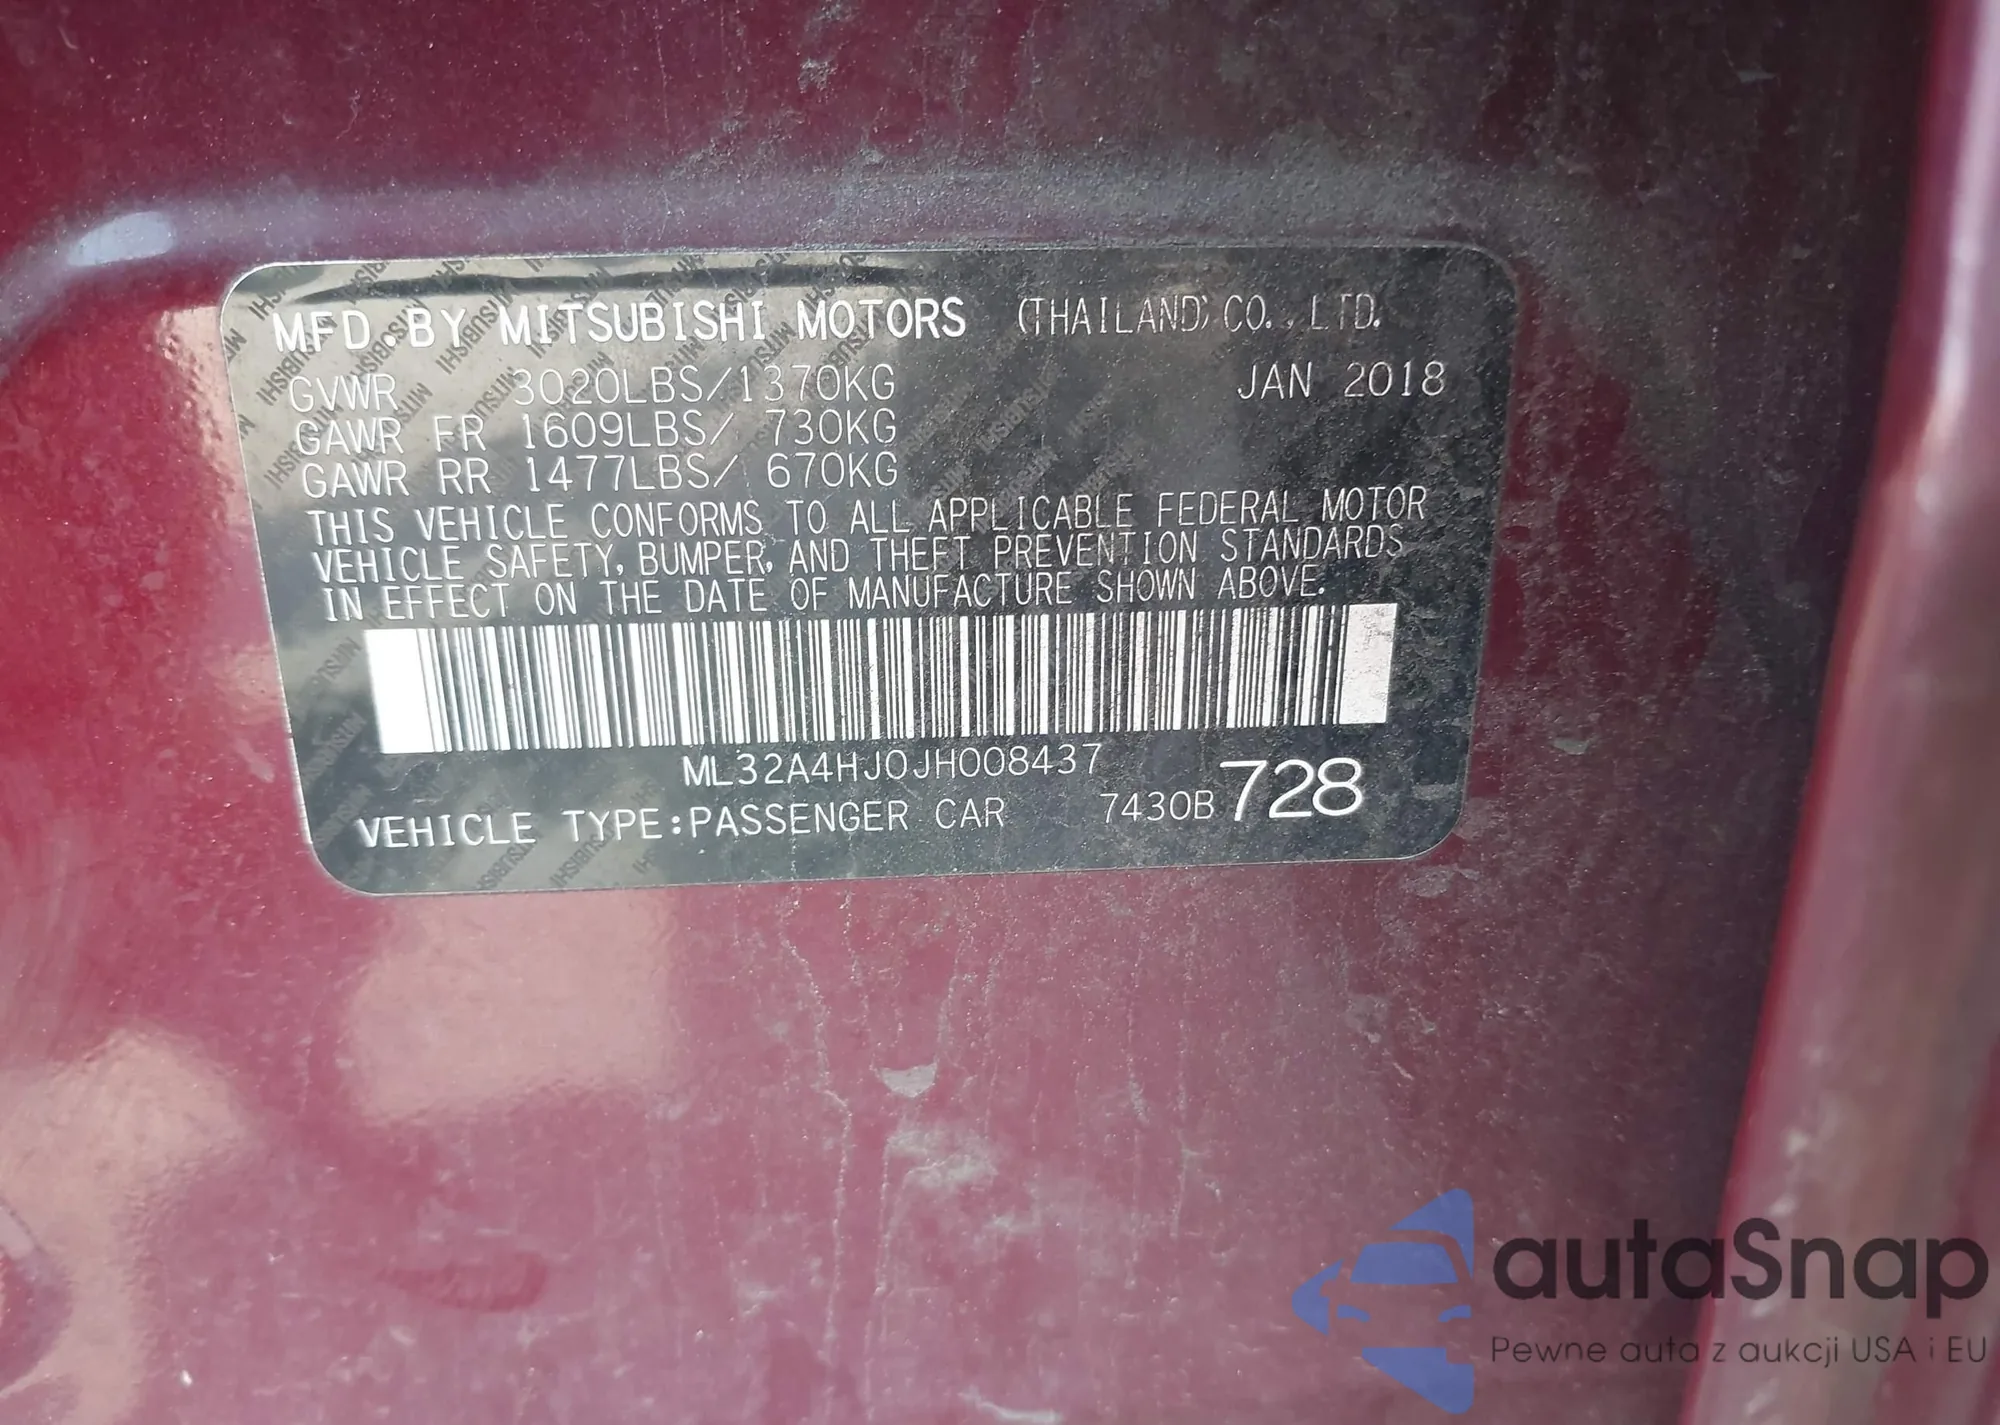 MFD. BY MITSUBISHI MOTORS (THAILAND) CO., LTD.
GVWR 3020LBS/1370KG JAN 2018
GAWR FR 1609LBS/ 730KG
GAWR RR 1477LBS/ 670KG
THIS VEHICLE CONFORMS TO ALL APPLICABLE FEDERAL MOTOR
VEHICLE SAFETY, BUMPER, AND THEFT PREVENTION STANDARDS
IN EFFECT ON THE DATE OF MANUFACTURE SHOWN ABOVE.
ML32A4HJ0JH008437
VEHICLE TYPE:PASSENGER CAR 7430B 728
autaSnap
Pewne auta z aukcji USA i EU